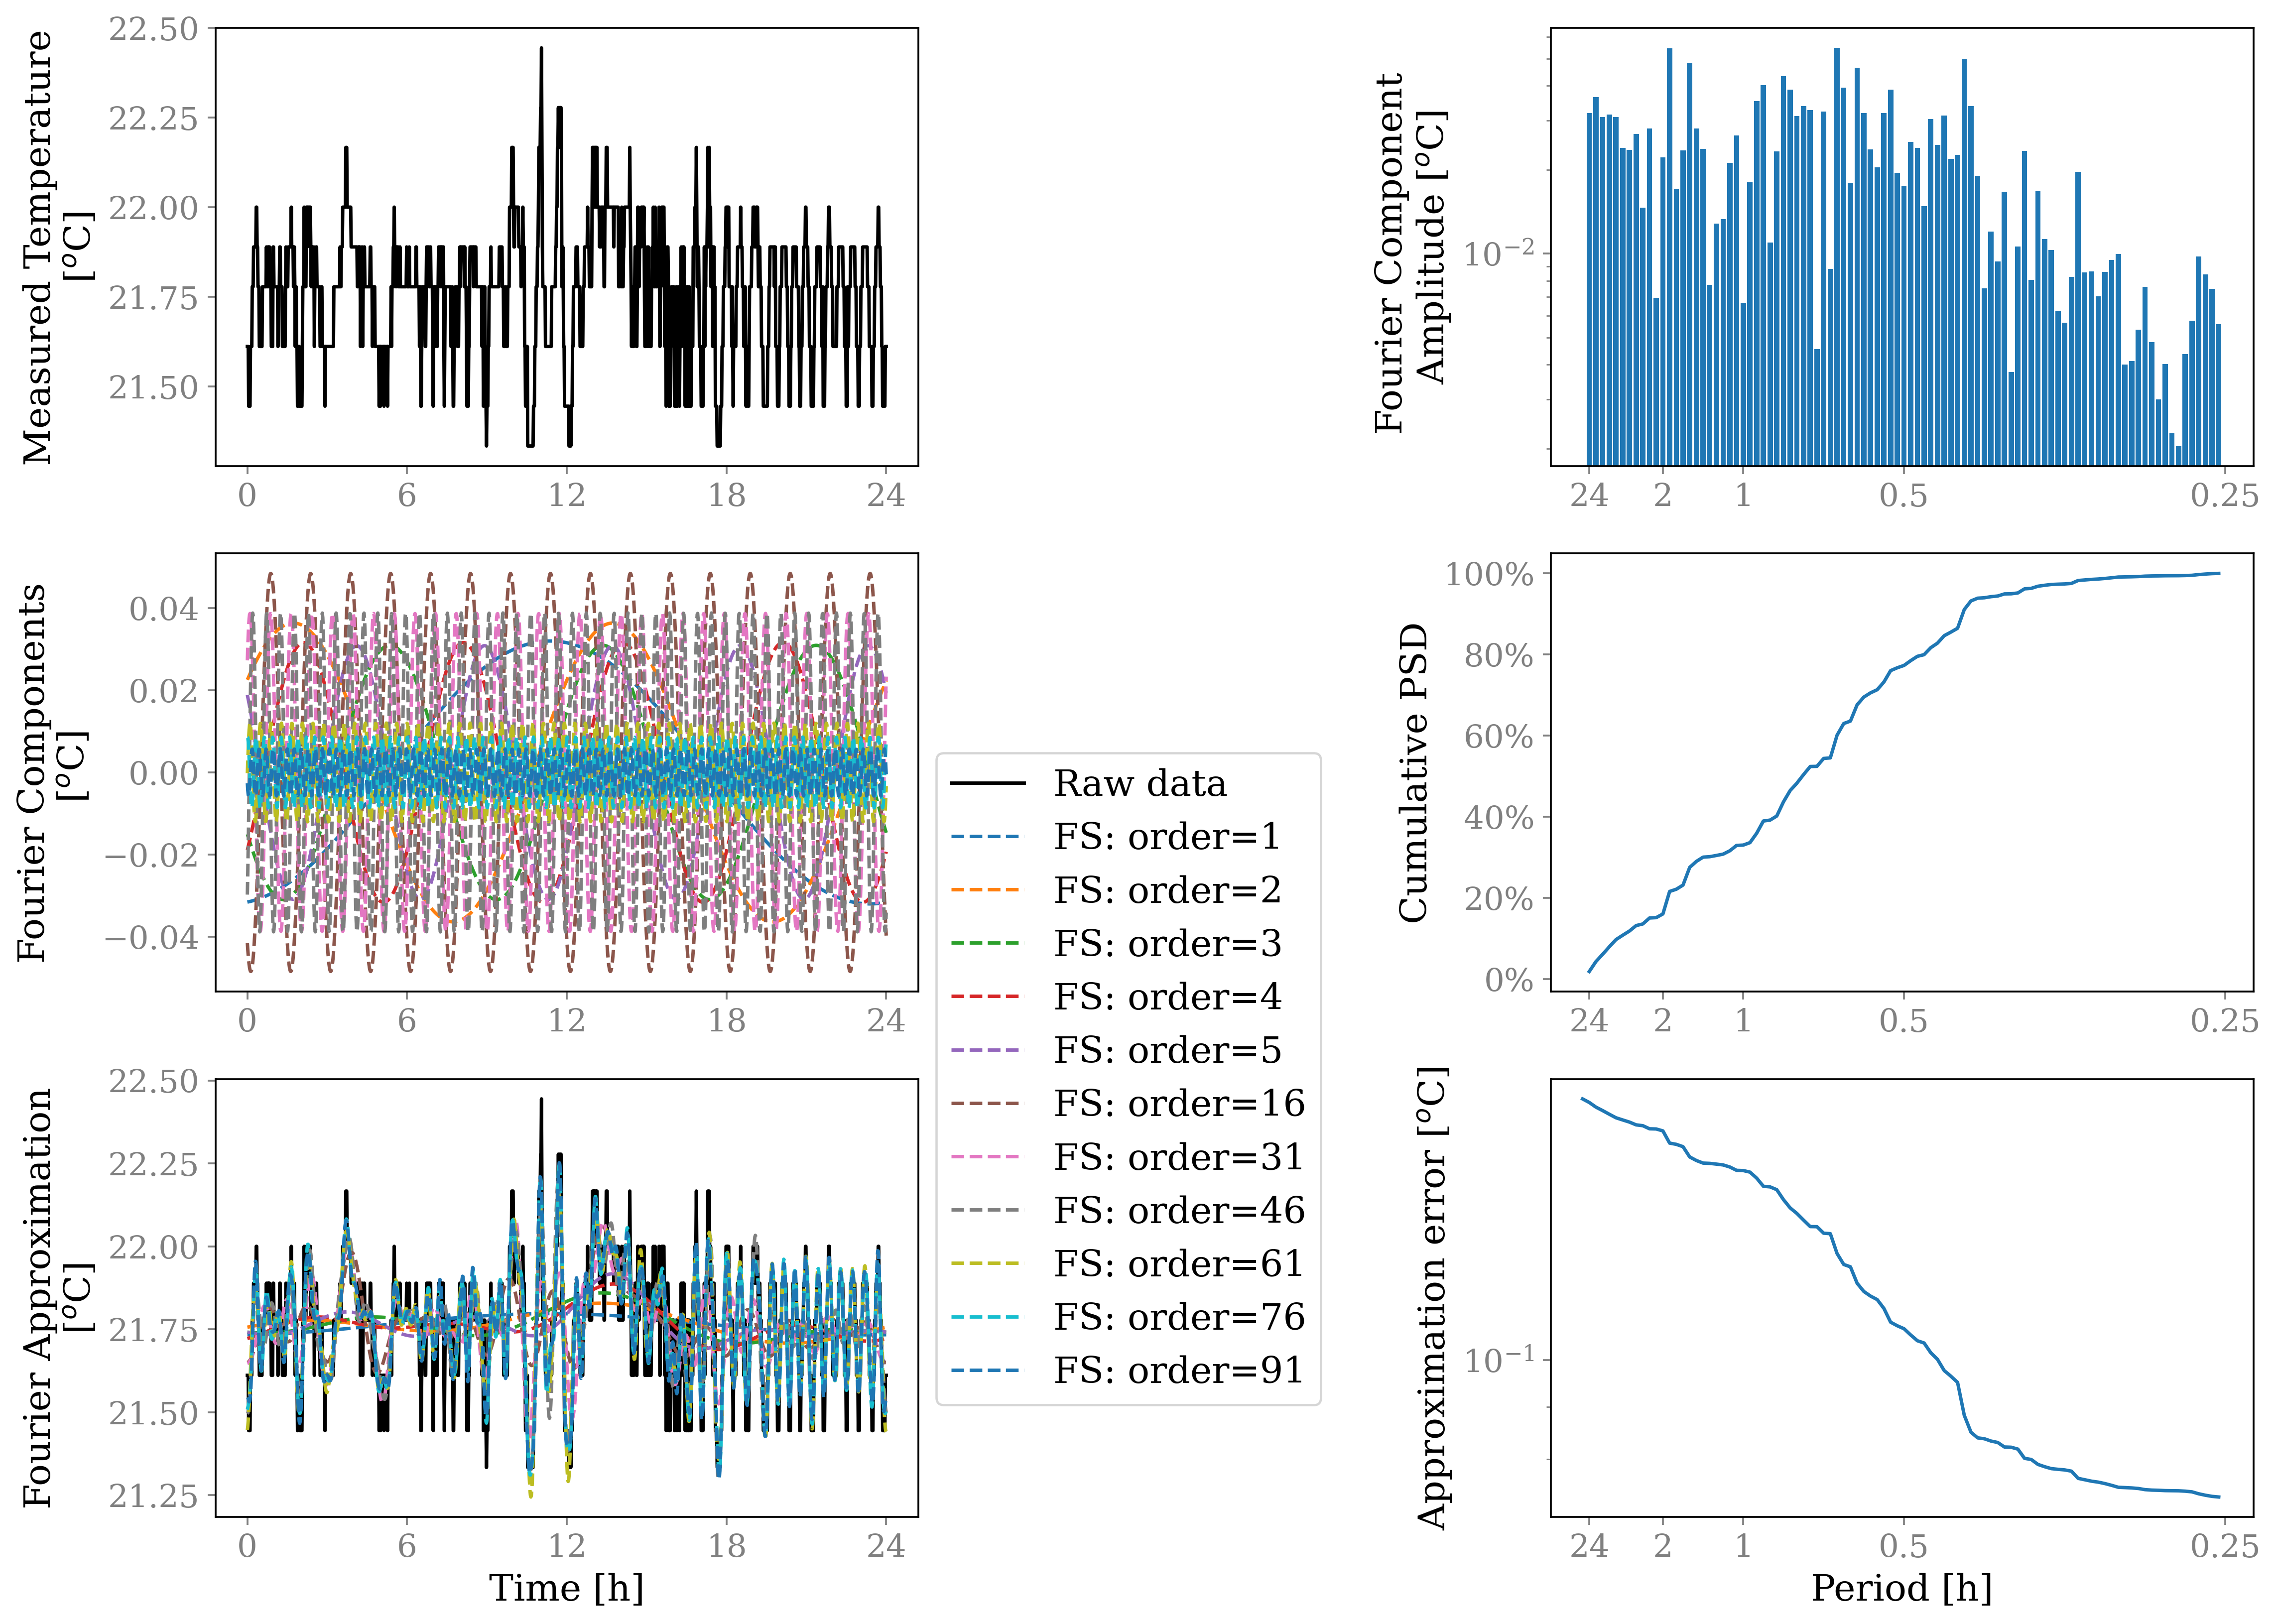 Measured Temperature
[°C]
22.50
22.25
22.00
21.75
21.50
0 6 12 18 24
Fourier Component
Amplitude [°C]
10⁻²
24 2 1 0.5 0.25
Fourier Components
[°C]
0.04
0.02
0.00
−0.02
−0.04
0 6 12 18 24
Raw data
FS: order=1
FS: order=2
FS: order=3
FS: order=4
FS: order=5
FS: order=16
FS: order=31
FS: order=46
FS: order=61
FS: order=76
FS: order=91
Cumulative PSD
100%
80%
60%
40%
20%
0%
24 2 1 0.5 0.25
Fourier Approximation
[°C]
22.50
22.25
22.00
21.75
21.50
21.25
0 6 12 18 24
Time [h]
Approximation error [°C]
10⁻¹
24 2 1 0.5 0.25
Period [h]